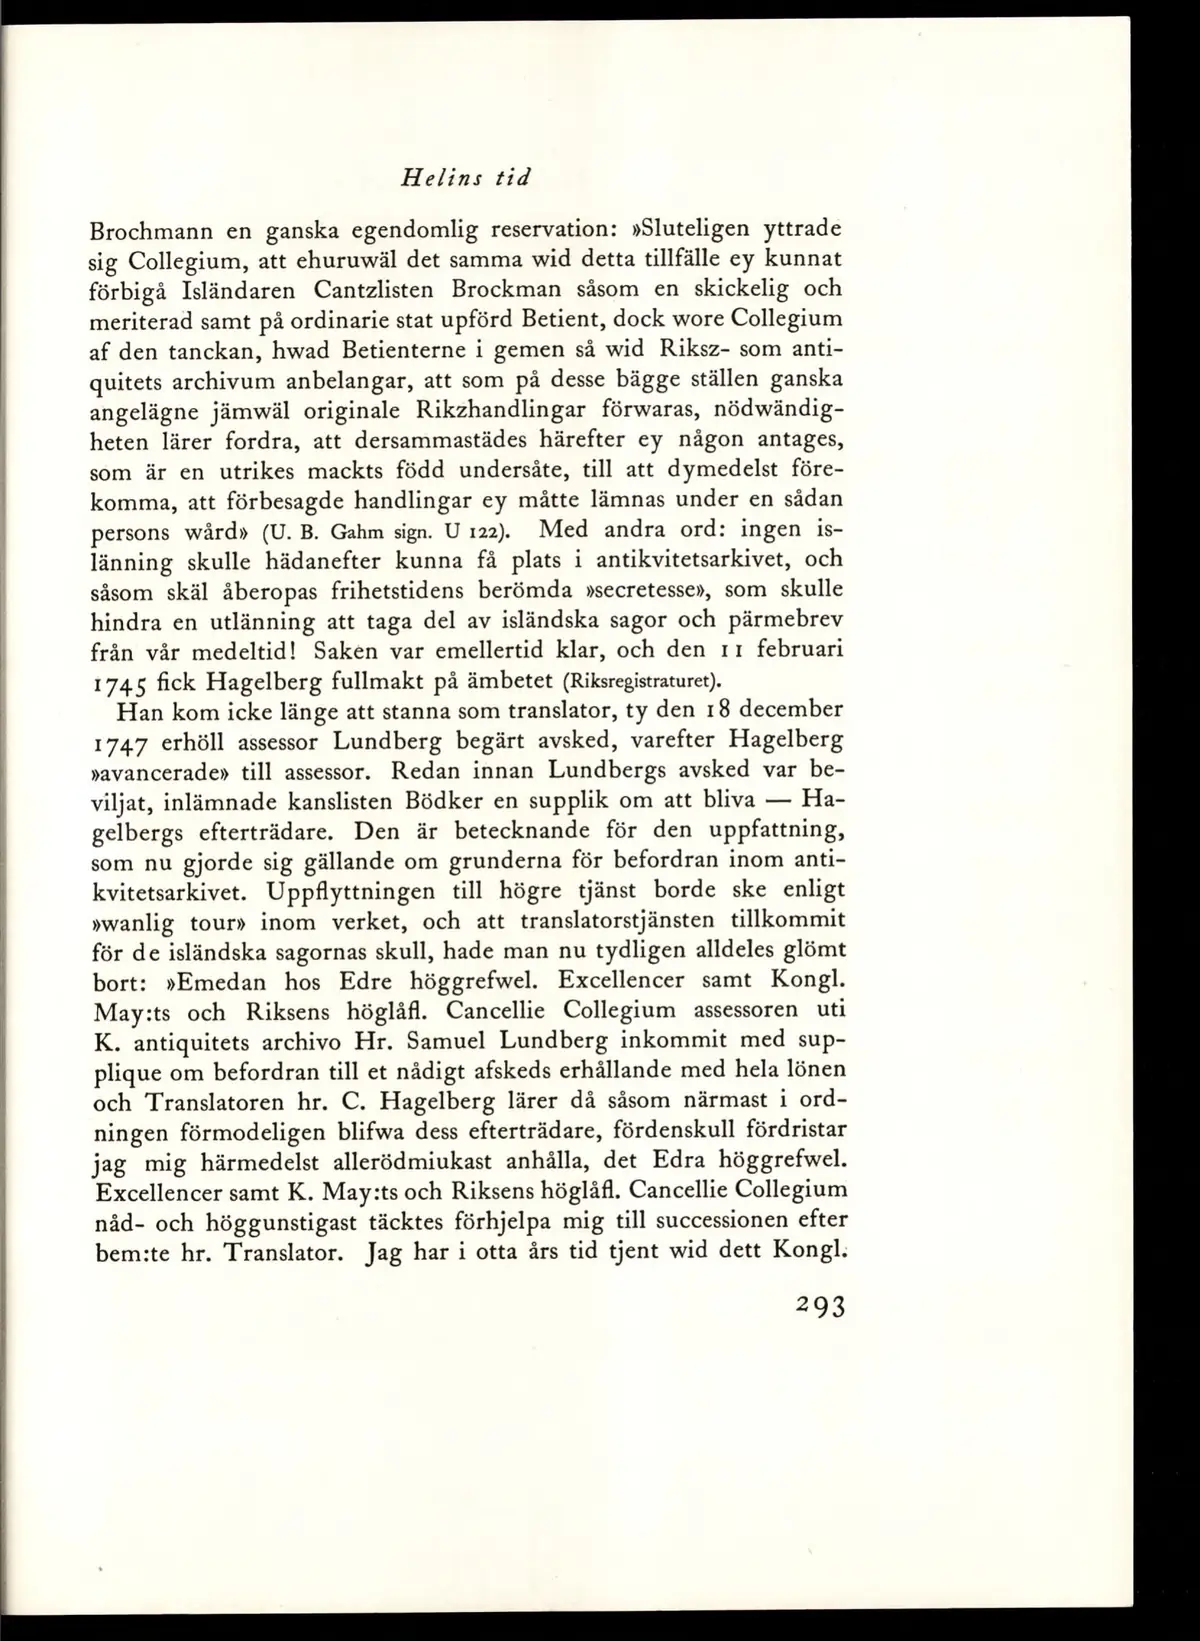 Helins tid
Brochmann en ganska egendomlig reservation: »Sluteligen yttrade
sig Collegium, att ehuruwäl det samma wid detta tillfälle ey kunnat
förbigå Isländaren Cantzlisten Brockman såsom en skickelig och
meriterad samt på ordinarie stat upförd Betient, dock wore Collegium
af den tanckan, hwad Betienterne i gemen så wid Riksz- som anti-
quitets archivum anbelangar, att som på desse bägge ställen ganska
angelägne jämwäl originale Rikzhandlingar förwaras, nödwändig-
heten lärer fordra, att dersammastädes härefter ey någon antages,
som är en utrikes mackts född undersåte, till att dymedelst före-
komma, att förbesagde handlingar ey måtte lämnas under en sådan
persons wård» (U. B. Gahm sign. U 122). Med andra ord: ingen is-
länning skulle hädanefter kunna få plats i antikvitetsarkivet, och
såsom skäl åberopas frihetstidens berömda »secretesse», som skulle
hindra en utlänning att taga del av isländska sagor och pärmebrev
från vår medeltid! Saken var emellertid klar, och den 11 februari
1745 fick Hagelberg fullmakt på ämbetet (Riksregistraturet).
Han kom icke länge att stanna som translator, ty den 18 december
1747 erhöll assessor Lundberg begärt avsked, varefter Hagelberg
»avancerade» till assessor. Redan innan Lundbergs avsked var be-
viljat, inlämnade kanslisten Bödker en supplik om att bliva — Ha-
gelbergs efterträdare. Den är betecknande för den uppfattning,
som nu gjorde sig gällande om grunderna för befordran inom anti-
kvitetsarkivet. Uppflyttningen till högre tjänst borde ske enligt
»wanlig tour» inom verket, och att translatorstjänsten tillkommit
för de isländska sagornas skull, hade man nu tydligen alldeles glömt
bort: »Emedan hos Edre höggrefwel. Excellencer samt Kongl.
May:ts och Riksens höglåfl. Cancellie Collegium assessoren uti
K. antiquitets archivo Hr. Samuel Lundberg inkommit med sup-
plique om befordran till et nådigt afskeds erhållande med hela lönen
och Translatoren hr. C. Hagelberg lärer då såsom närmast i ord-
ningen förmodeligen blifwa dess efterträdare, fördenskull fördristar
jag mig härmedelst allerödmiukast anhålla, det Edra höggrefwel.
Excellencer samt K. May:ts och Riksens höglåfl. Cancellie Collegium
nåd- och höggunstigast täcktes förhjelpa mig till successionen efter
bem:te hr. Translator. Jag har i otta års tid tjent wid dett Kongl.
293